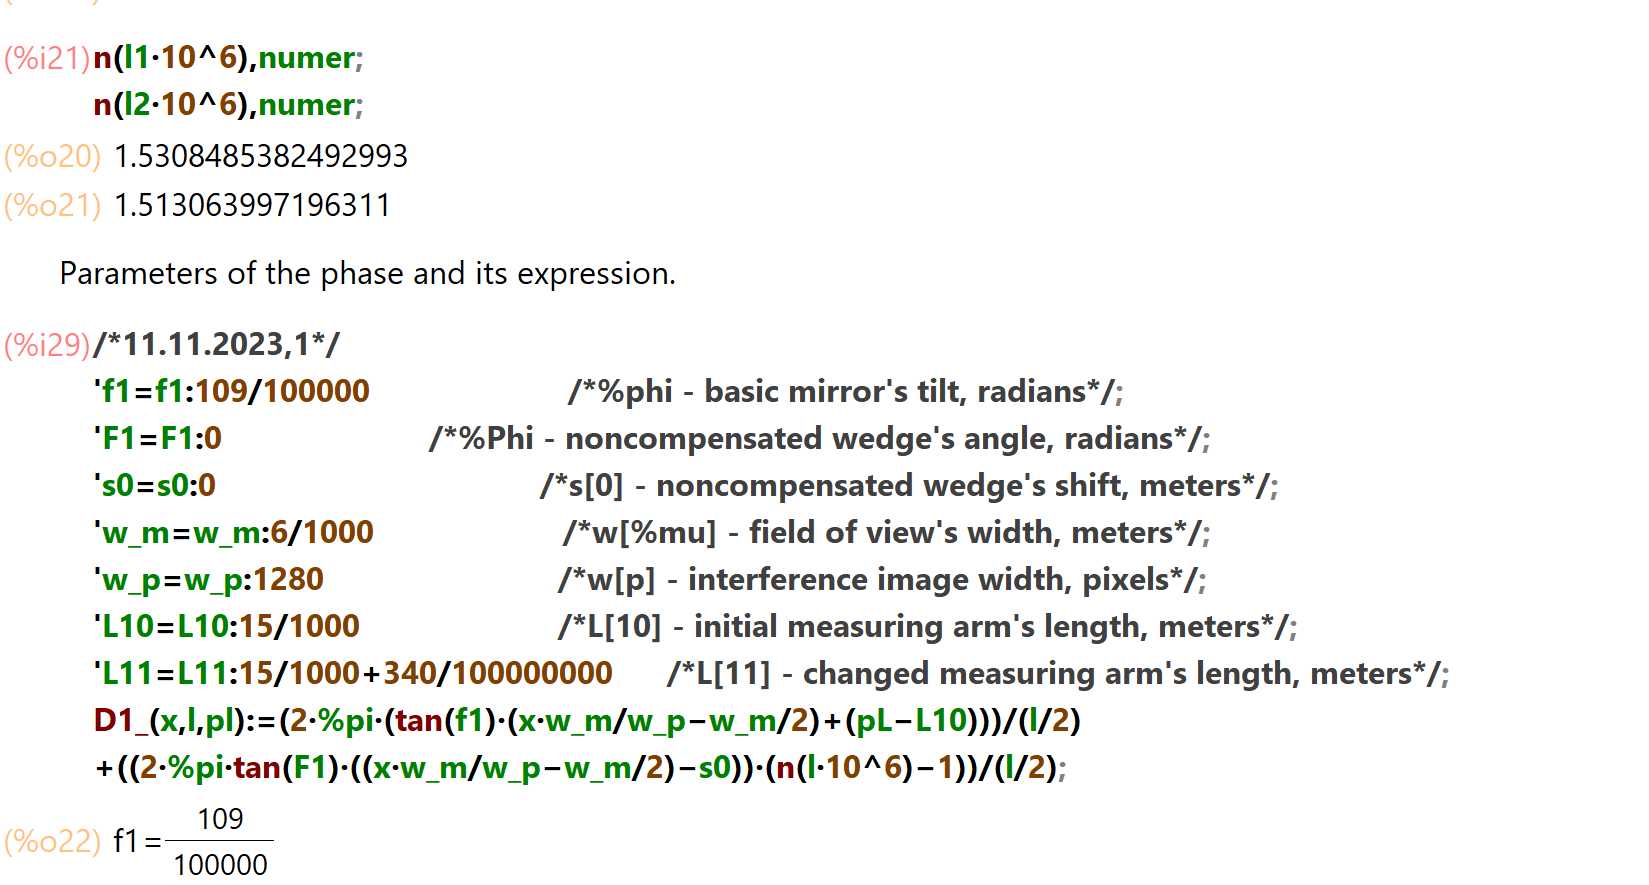 (%i21) n(l1·10^6),numer;
n(l2·10^6),numer;
(%o20) 1.5308485382492993
(%o21) 1.513063997196311
Parameters of the phase and its expression.
(%i29) /*11.11.2023,1*/
'f1=f1:109/100000 /*%phi - basic mirror's tilt, radians*/;
'F1=F1:0 /*%Phi - noncompensated wedge's angle, radians*/;
's0=s0:0 /*s[0] - noncompensated wedge's shift, meters*/;
'w_m=w_m:6/1000 /*w[%mu] - field of view's width, meters*/;
'w_p=w_p:1280 /*w[p] - interference image width, pixels*/;
'L10=L10:15/1000 /*L[10] - initial measuring arm's length, meters*/;
'L11=L11:15/1000+340/100000000 /*L[11] - changed measuring arm's length, meters*/;
D1_(x,l,pl):=(2·%pi·(tan(f1)·(x·w_m/w_p−w_m/2)+(pL−L10)))/(l/2)
+((2·%pi·tan(F1)·((x·w_m/w_p−w_m/2)−s0))·(n(l·10^6)−1))/(l/2);
(%o22) f1=109/100000